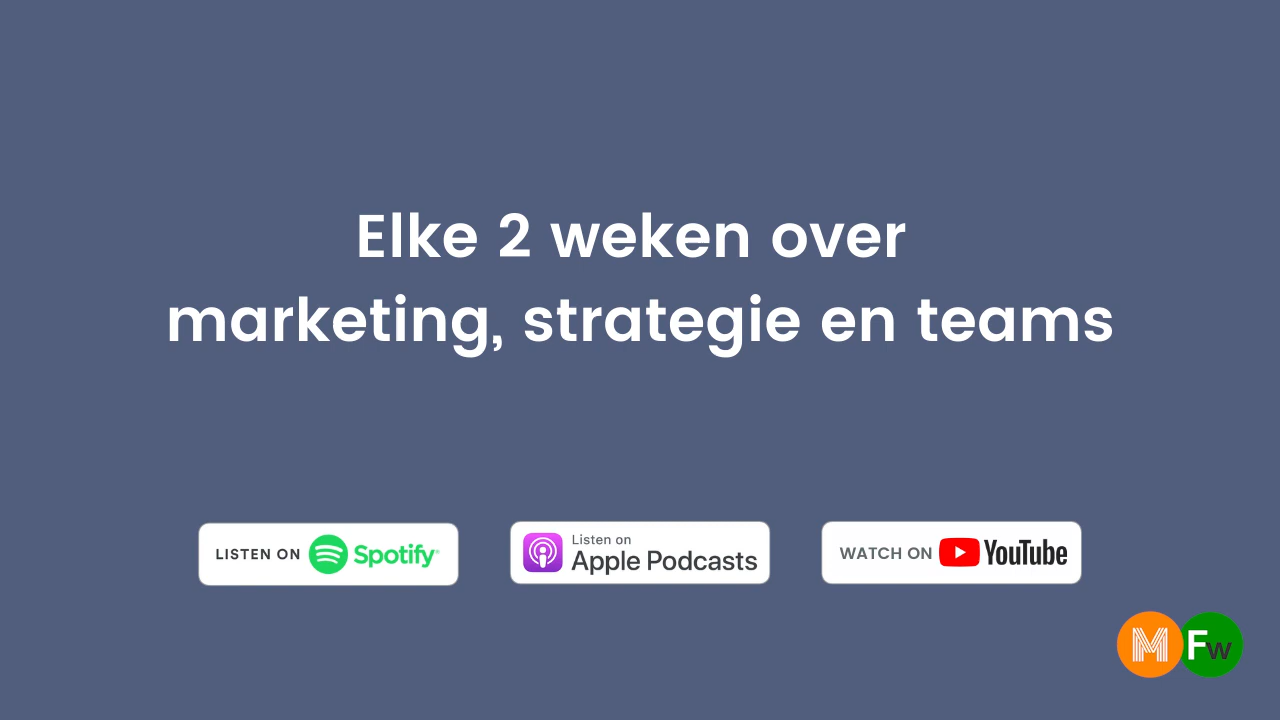 Elke 2 weken over
marketing, strategie en teams
LISTEN ON Spotify
Listen on
Apple Podcasts
WATCH ON YouTube
M Fw